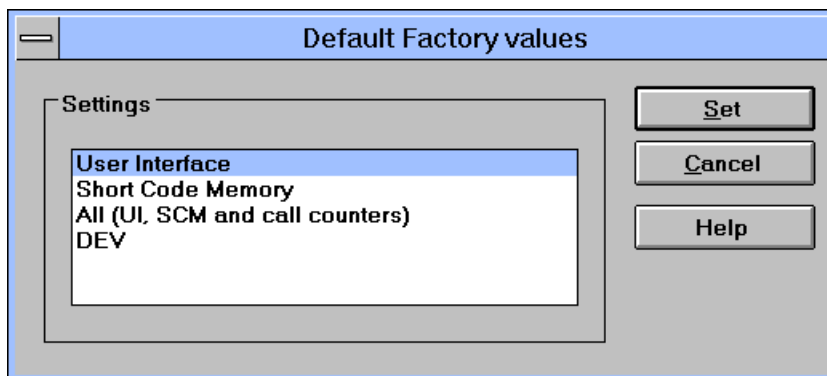 Default Factory values
Settings
User Interface
Short Code Memory
All (UI, SCM and call counters)
DEV
Set
Cancel
Help